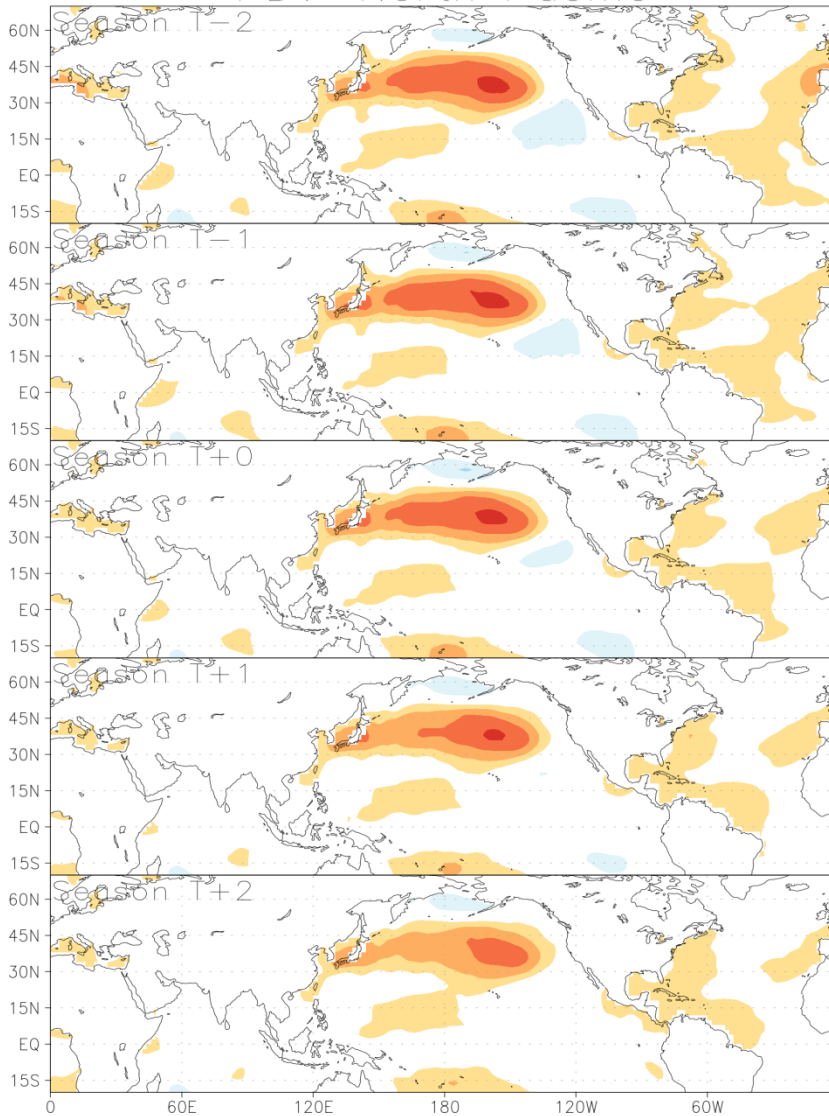 Season T-2
60N
45N
30N
15N
EQ
15S
Season T-1
60N
45N
30N
15N
EQ
15S
Season T+0
60N
45N
30N
15N
EQ
15S
Season T+1
60N
45N
30N
15N
EQ
15S
Season T+2
60N
45N
30N
15N
EQ
15S
0 60E 120E 180 120W 60W